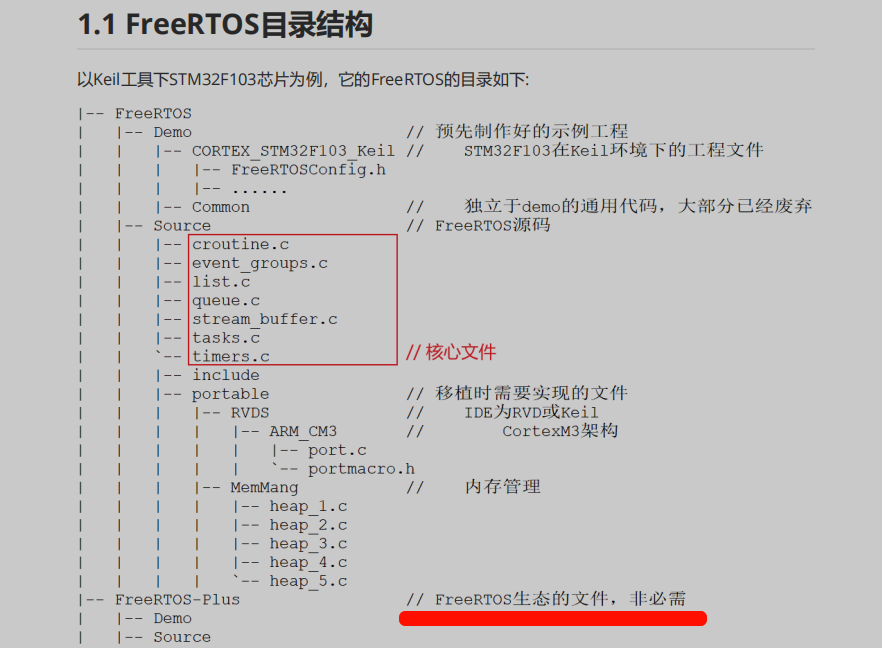 1.1 FreeRTOS目录结构
以Keil工具下STM32F103芯片为例，它的FreeRTOS的目录如下:
|-- FreeRTOS
|   |-- Demo                      // 预先制作好的示例工程
|   |   |-- CORTEX_STM32F103_Keil //    STM32F103在Keil环境下的工程文件
|   |   |   |-- FreeRTOSConfig.h
|   |   |   |-- ......
|   |   |-- Common                //    独立于demo的通用代码，大部分已经废弃
|   |-- Source                    // FreeRTOS源码
|   |   |-- croutine.c
|   |   |-- event_groups.c
|   |   |-- list.c
|   |   |-- queue.c
|   |   |-- stream_buffer.c
|   |   |-- tasks.c
|   |   `-- timers.c              // 核心文件
|   |   |-- include
|   |   |-- portable              // 移植时需要实现的文件
|   |   |   |-- RVDS              //    IDE为RVD或Keil
|   |   |   |   |-- ARM_CM3       //        CortexM3架构
|   |   |   |   |   |-- port.c
|   |   |   |   |   `-- portmacro.h
|   |   |   |-- MemMang           //    内存管理
|   |   |   |   |-- heap_1.c
|   |   |   |   |-- heap_2.c
|   |   |   |   |-- heap_3.c
|   |   |   |   |-- heap_4.c
|   |   |   |   `-- heap_5.c
|-- FreeRTOS-Plus                 // FreeRTOS生态的文件，非必需
|   |-- Demo
|   |-- Source